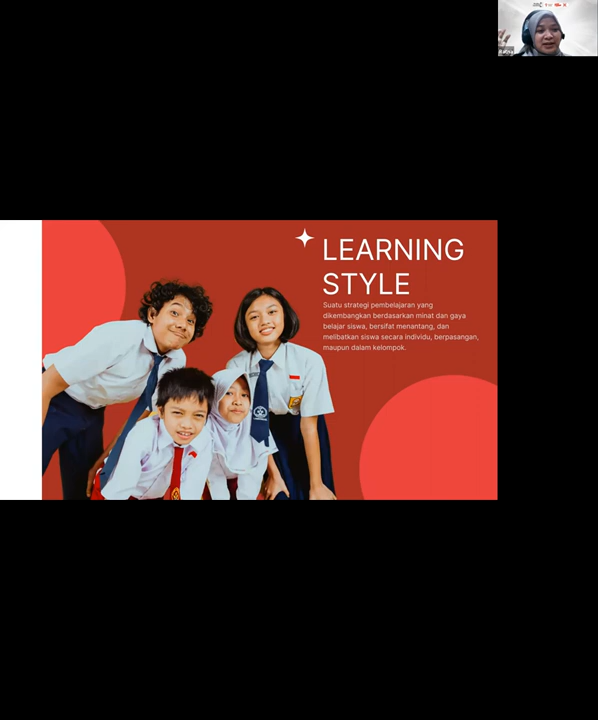 LEARNING
STYLE
Suatu strategi pembelajaran yang
dikembangkan berdasarkan minat dan gaya
belajar siswa, bersifat menantang, dan
melibatkan siswa secara individu, berpasangan,
maupun dalam kelompok.